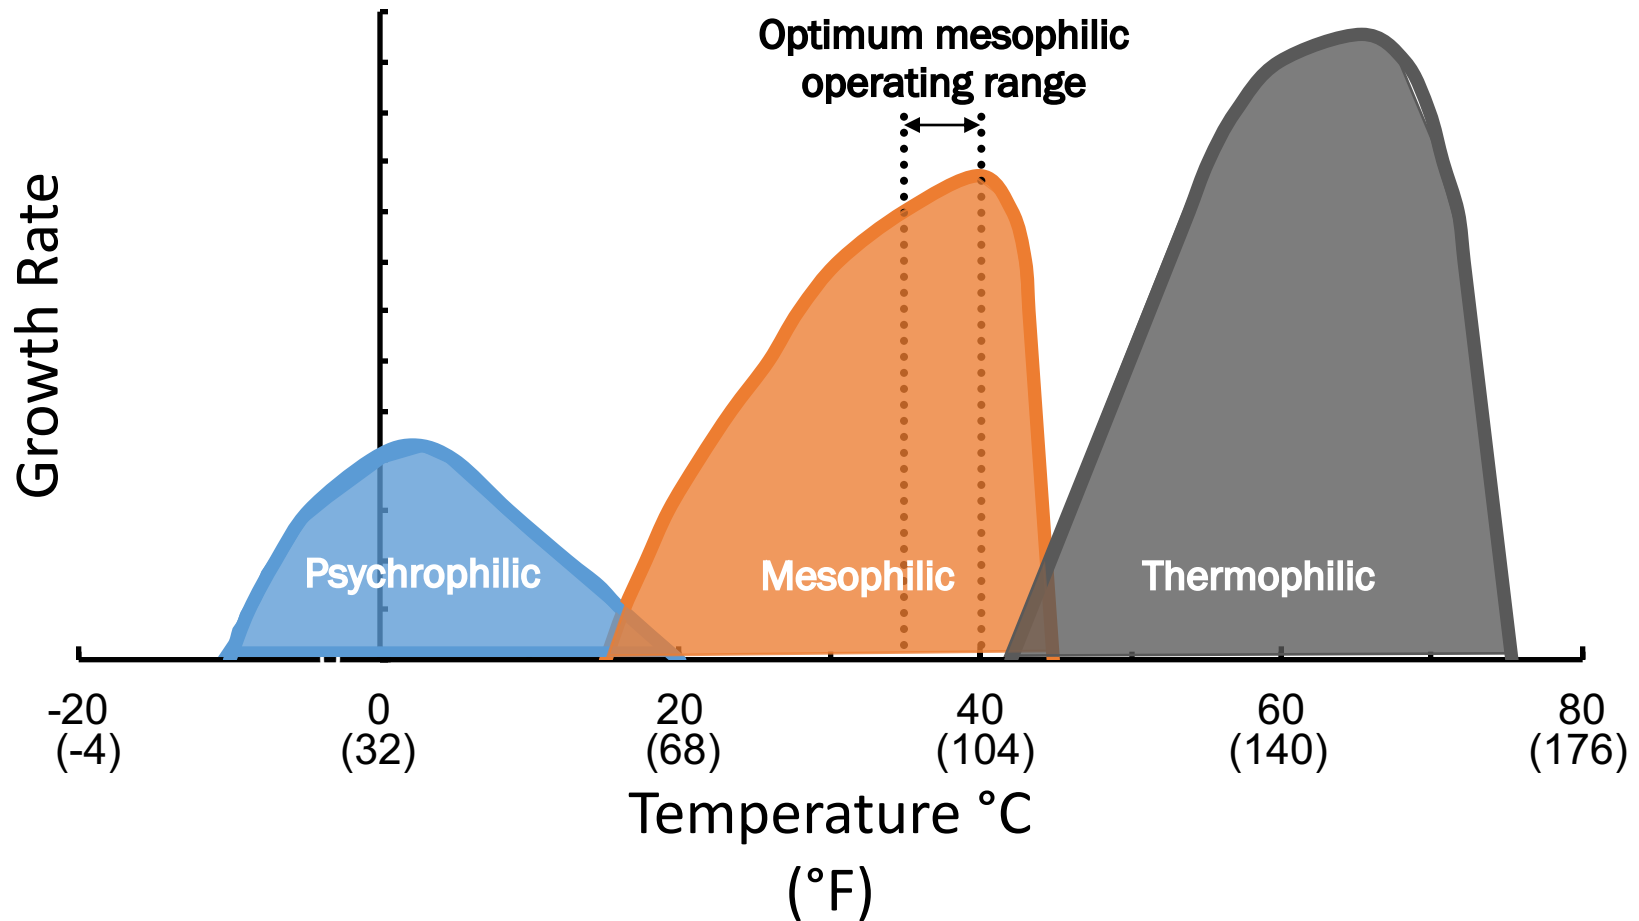 Optimum mesophilic
operating range
Growth Rate
Psychrophilic
Mesophilic
Thermophilic
-20 0 20 40 60 80
(-4) (32) (68) (104) (140) (176)
Temperature °C
(°F)